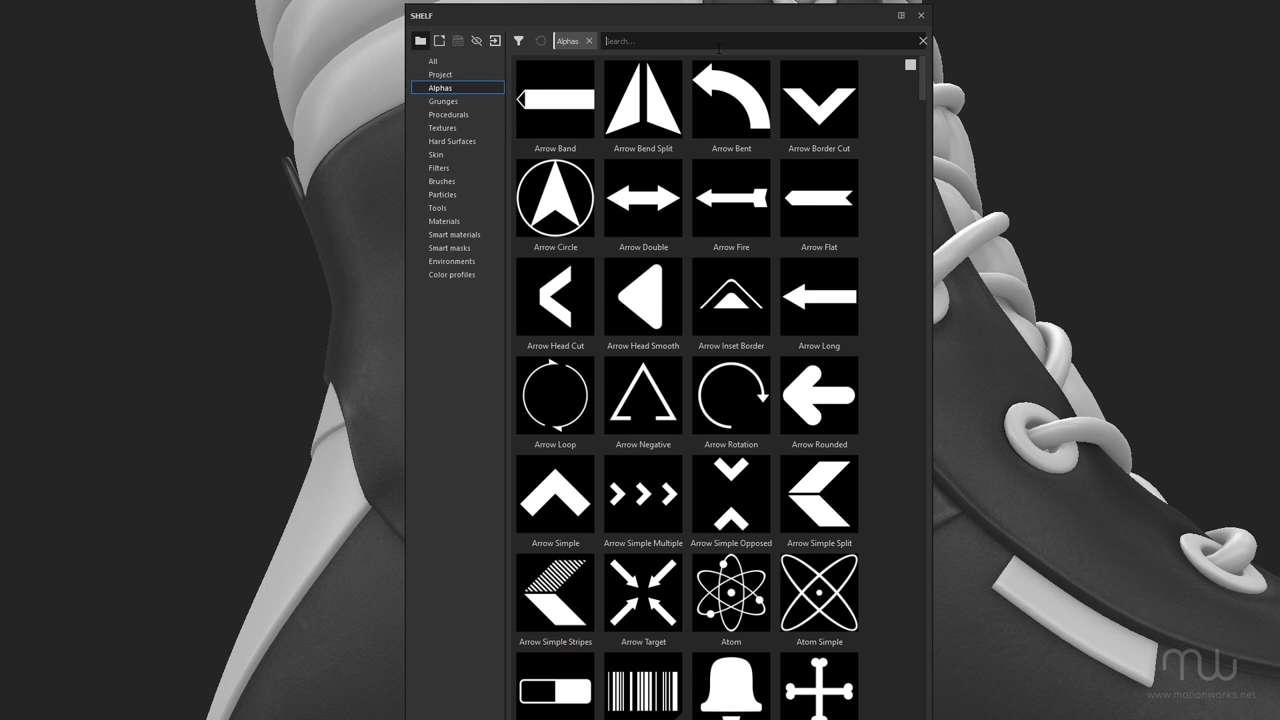 SHELF
Alphas
Search...
All
Project
Alphas
Grunges
Procedurals
Textures
Hard Surfaces
Skin
Filters
Brushes
Particles
Tools
Materials
Smart materials
Smart masks
Environments
Color profiles
Arrow Band
Arrow Bend Split
Arrow Bent
Arrow Border Cut
Arrow Circle
Arrow Double
Arrow Fire
Arrow Flat
Arrow Head Cut
Arrow Head Smooth
Arrow Inset Border
Arrow Long
Arrow Loop
Arrow Negative
Arrow Rotation
Arrow Rounded
Arrow Simple
Arrow Simple Multiple
Arrow Simple Opposed
Arrow Simple Split
Arrow Simple Stripes
Arrow Target
Atom
Atom Simple
mw
www.motionworks.net